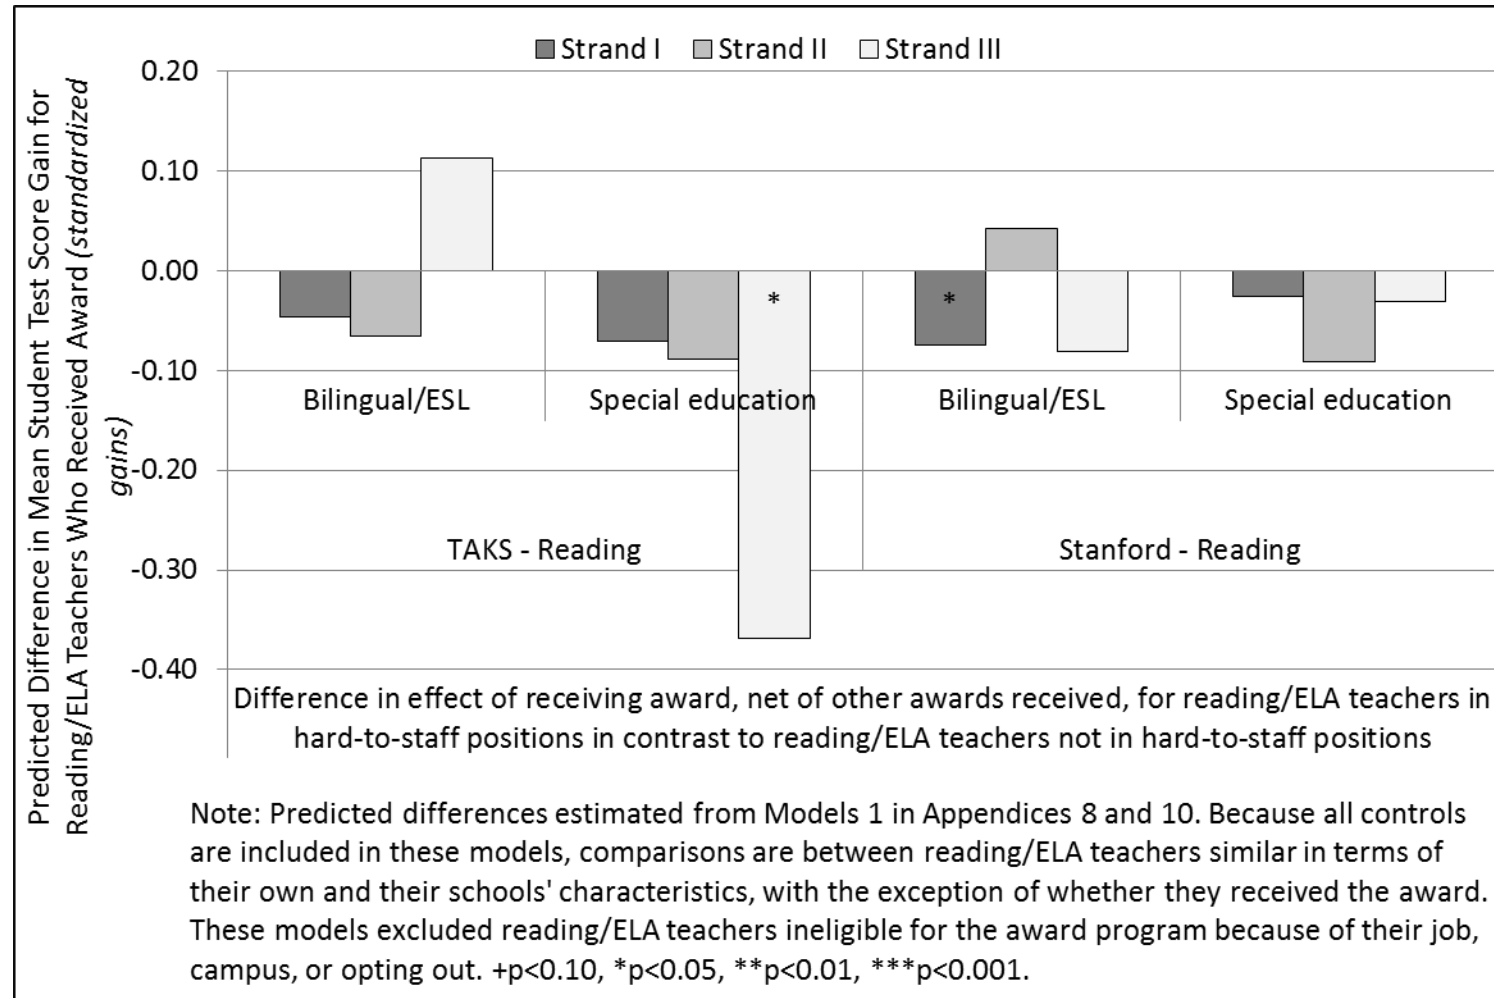 Strand I Strand II Strand III
Predicted Difference in Mean Student Test Score Gain for
Reading/ELA Teachers Who Received Award (standardized
gains)
0.20
0.10
0.00
-0.10
-0.20
-0.30
-0.40
* *
Bilingual/ESL Special education Bilingual/ESL Special education
TAKS - Reading Stanford - Reading
Difference in effect of receiving award, net of other awards received, for reading/ELA teachers in
hard-to-staff positions in contrast to reading/ELA teachers not in hard-to-staff positions
Note: Predicted differences estimated from Models 1 in Appendices 8 and 10. Because all controls
are included in these models, comparisons are between reading/ELA teachers similar in terms of
their own and their schools' characteristics, with the exception of whether they received the award.
These models excluded reading/ELA teachers ineligible for the award program because of their job,
campus, or opting out. +p<0.10, *p<0.05, **p<0.01, ***p<0.001.